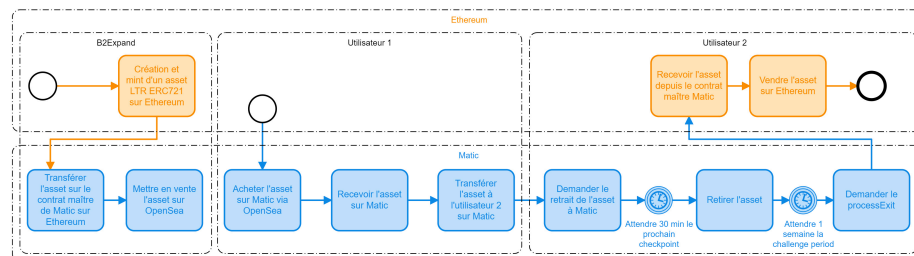 Ethereum
B2Expand
Utilisateur 1
Utilisateur 2
Création et
mint d'un asset
LTR ERC721
sur Ethereum
Recevoir l'asset
depuis le contrat
maître Matic
Vendre l'asset
sur Ethereum
Matic
Transférer
l'asset sur le
contrat maître
de Matic sur
Ethereum
Mettre en vente
l'asset sur
OpenSea
Acheter l'asset
sur Matic via
OpenSea
Recevoir l'asset
sur Matic
Transférer
l'asset à
l'utilisateur 2
sur Matic
Demander le
retrait de l'asset
à Matic
Attendre 30 min le
prochain
checkpoint
Retirer l'asset
Attendre 1
semaine la
challenge period
Demander le
processExit